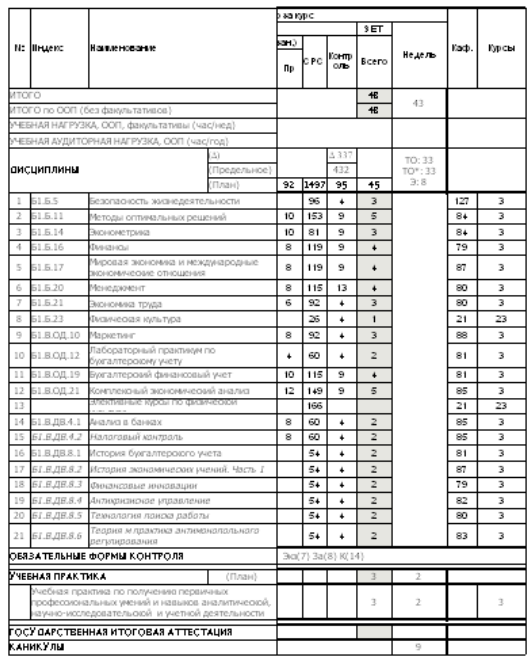 за курс
ЗЕТ
№ Индекс Наименование Пр СРС Контроль Всего Недель Каф. Курсы
ИТОГО 48 43
ИТОГО по ООП (без факультативов) 48
УЧЕБНАЯ НАГРУЗКА, ООП, факультативы (час/нед)
УЧЕБНАЯ АУДИТОРНАЯ НАГРУЗКА, ООП (час/год)
ДИСЦИПЛИНЫ (Δ) Δ 337 ТО: 33
(Предельное) 432 ТО*: 33
(План) 92 1497 95 45 Э: 8
1 Б1.Б.5 Безопасность жизнедеятельности 96 4 3 127 3
2 Б1.Б.11 Методы оптимальных решений 10 153 9 5 84 3
3 Б1.Б.14 Эконометрика 10 81 9 3 84 3
4 Б1.Б.16 Финансы 8 119 9 4 79 3
5 Б1.Б.17 Мировая экономика и международные экономические отношения 8 119 9 4 87 3
6 Б1.Б.20 Менеджмент 8 115 13 4 80 3
7 Б1.Б.21 Экономика труда 6 92 4 3 80 3
8 Б1.Б.23 Физическая культура 26 4 1 21 23
9 Б1.В.ОД.10 Маркетинг 8 92 4 3 88 3
10 Б1.В.ОД.12 Лабораторный практикум по бухгалтерскому учету 4 60 4 2 81 3
11 Б1.В.ОД.19 Бухгалтерский финансовый учет 10 115 9 4 81 3
12 Б1.В.ОД.21 Комплексный экономический анализ 12 149 9 5 85 3
13 Элективные курсы по физической 166 21 23
14 Б1.В.ДВ.4.1 Анализ в банках 8 60 4 2 85 3
15 Б1.В.ДВ.4.2 Налоговый контроль 8 60 4 2 85 3
16 Б1.В.ДВ.8.1 История бухгалтерского учета 54 4 2 81 3
17 Б1.В.ДВ.8.2 История экономических учений. Часть 1 54 4 2 87 3
18 Б1.В.ДВ.8.3 Финансовые инновации 54 4 2 79 3
19 Б1.В.ДВ.8.4 Антикризисное управление 54 4 2 82 3
20 Б1.В.ДВ.8.5 Технология поиска работы 54 4 2 80 3
21 Б1.В.ДВ.8.6 Теория и практика антимонопольного регулирования 54 4 2 83 3
ОБЯЗАТЕЛЬНЫЕ ФОРМЫ КОНТРОЛЯ Экз(7) За(8) К(14)
УЧЕБНАЯ ПРАКТИКА (План) 3 2
Учебная практика по получению первичных
профессиональных умений и навыков аналитической, 3 2 3
научно-исследовательской и учетной деятельности
ГОСУДАРСТВЕННАЯ ИТОГОВАЯ АТТЕСТАЦИЯ
КАНИКУЛЫ 9